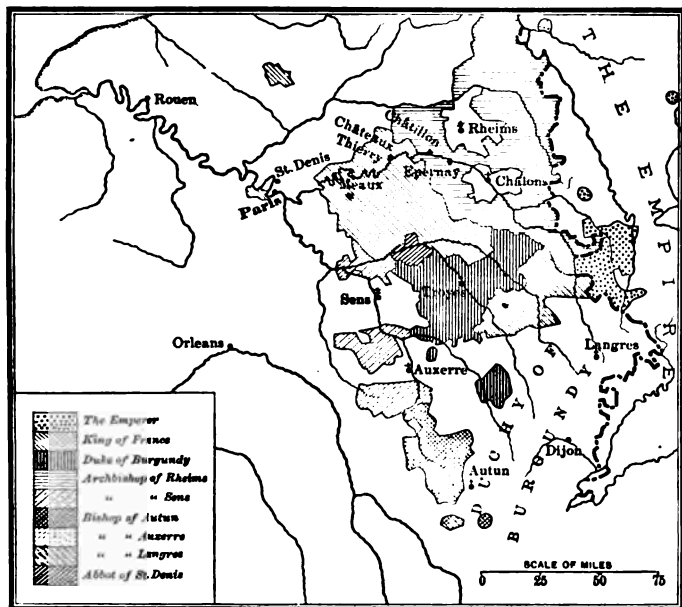 THE EMPIRE
Rouen
St. Denis
Paris
Châteaux
Thierry
Châtillon
Rheims
Epernay
Châlons
Meaux
Sens
Troyes
Orleans
Auxerre
Langres
DUCHY OF
BURGUNDY
Dijon
Autun
The Emperor
King of France
Duke of Burgundy
Archbishop of Rheims
" " Sens
Bishop of Autun
" " Auxerre
" " Langres
Abbot of St. Denis
SCALE OF MILES
0 25 50 75